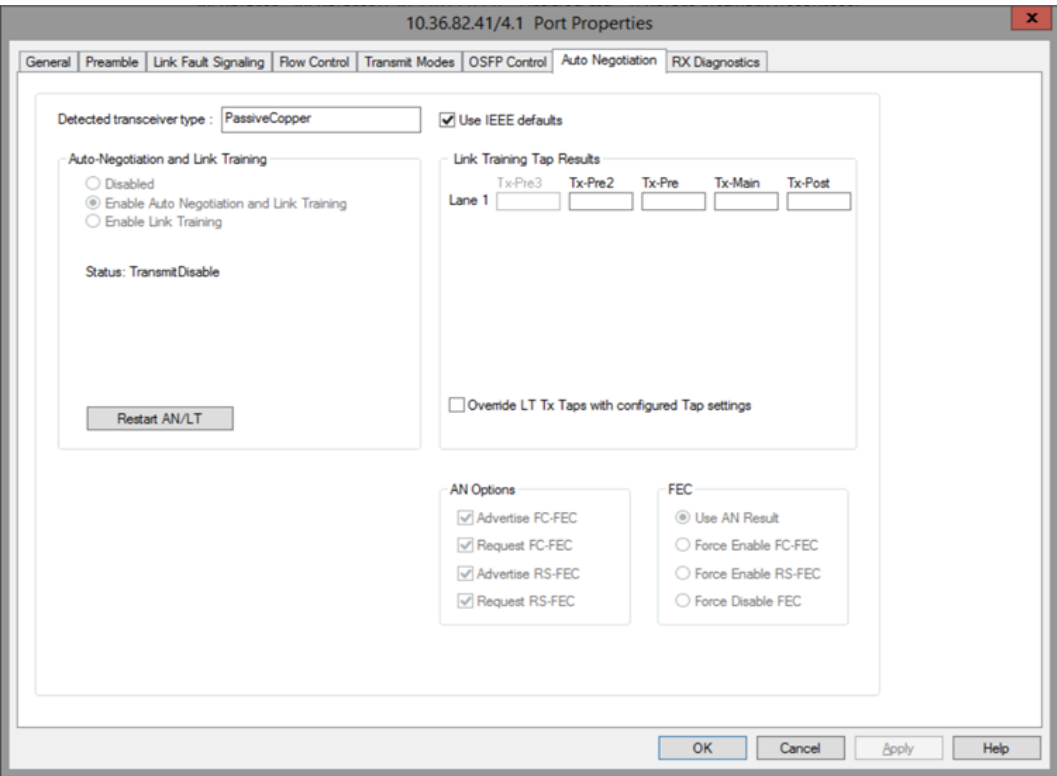 10.36.82.41/4.1 Port Properties
x
General Preamble Link Fault Signaling Flow Control Transmit Modes OSFP Control Auto Negotiation RX Diagnostics
Detected transceiver type : PassiveCopper
Use IEEE defaults
Auto-Negotiation and Link Training
Disabled
Enable Auto Negotiation and Link Training
Enable Link Training
Status: TransmitDisable
Restart AN/LT
Link Training Tap Results
Tx-Pre3 Tx-Pre2 Tx-Pre Tx-Main Tx-Post
Lane 1
Override LT Tx Taps with configured Tap settings
AN Options
Advertise FC-FEC
Request FC-FEC
Advertise RS-FEC
Request RS-FEC
FEC
Use AN Result
Force Enable FC-FEC
Force Enable RS-FEC
Force Disable FEC
OK Cancel Apply Help